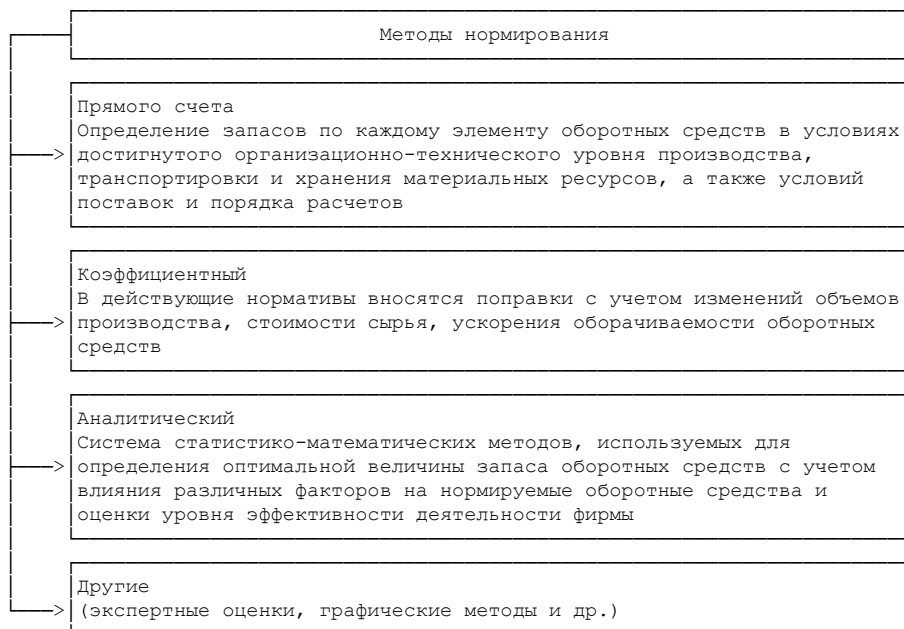 Методы нормирования
Прямого счета
Определение запасов по каждому элементу оборотных средств в условиях
достигнутого организационно-технического уровня производства,
транспортировки и хранения материальных ресурсов, а также условий
поставок и порядка расчетов
Коэффициентный
В действующие нормативы вносятся поправки с учетом изменений объемов
производства, стоимости сырья, ускорения оборачиваемости оборотных
средств
Аналитический
Система статистико-математических методов, используемых для
определения оптимальной величины запаса оборотных средств с учетом
влияния различных факторов на нормируемые оборотные средства и
оценки уровня эффективности деятельности фирмы
Другие
(экспертные оценки, графические методы и др.)